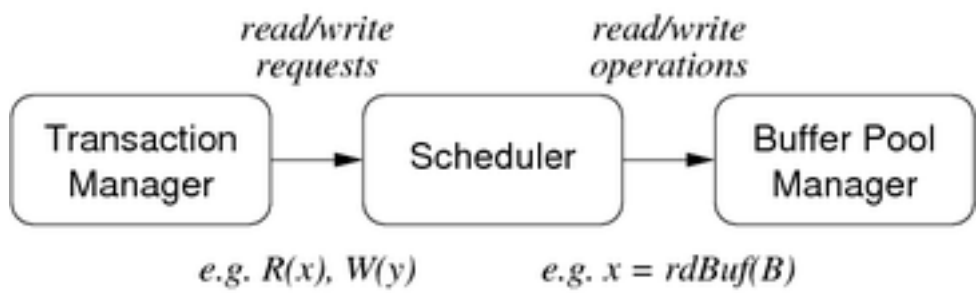 read/write
requests
read/write
operations
Transaction
Manager
Scheduler
Buffer Pool
Manager
e.g. R(x), W(y)
e.g. x = rdBuf(B)